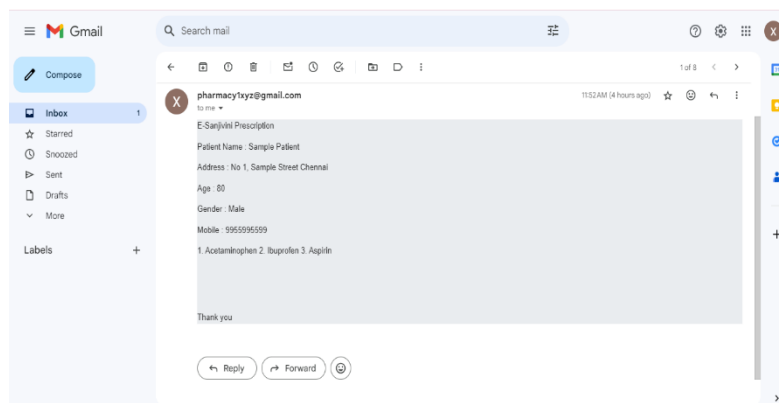 Gmail
Search mail
X
Compose
1 of 8
Inbox 1
Starred
Snoozed
Sent
Drafts
More
Labels +
X
pharmacy1xyz@gmail.com
11:52 AM (4 hours ago)
to me
E-Sanjivini Prescription
Patient Name : Sample Patient
Address : No 1, Sample Street Chennai
Age : 80
Gender : Male
Mobile : 9955995599
1. Acetaminophen 2. Ibuprofen 3. Aspirin
Thank you
Reply
Forward